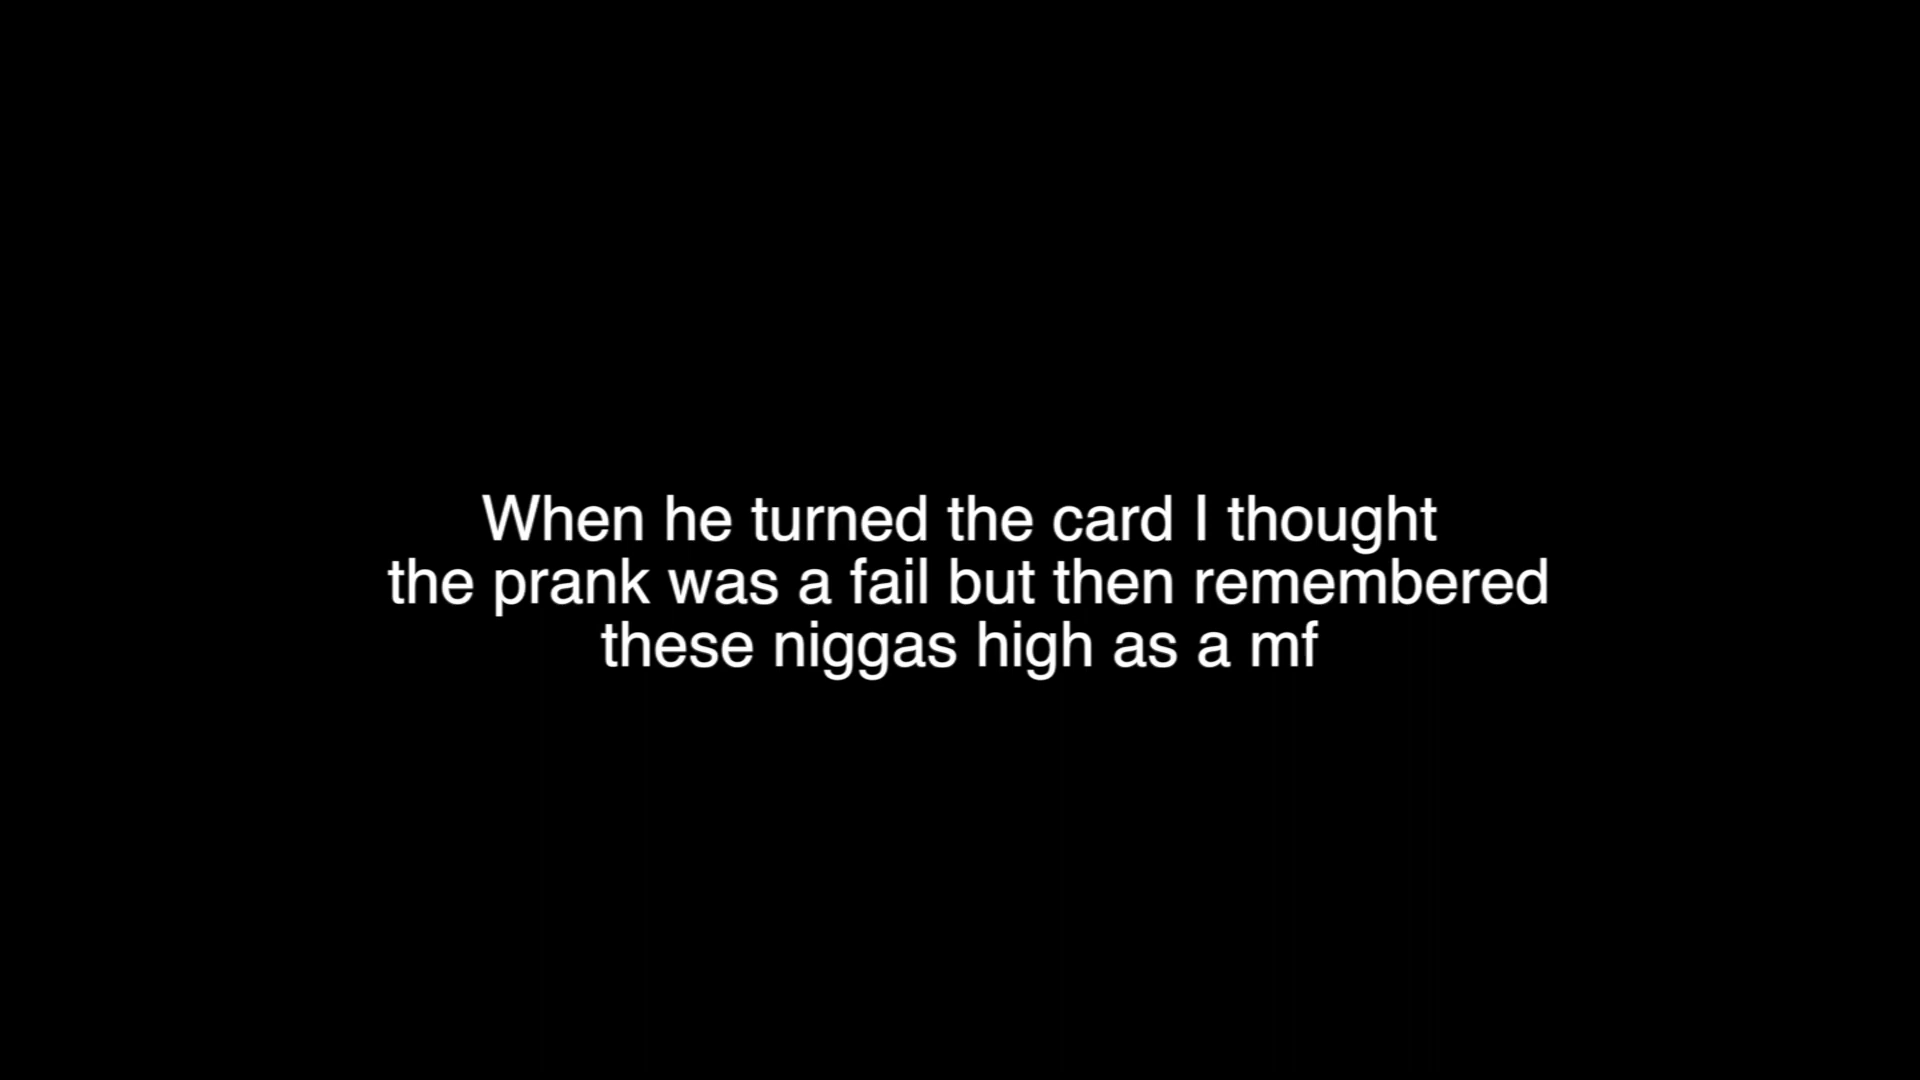 When he turned the card I thought
the prank was a fail but then remembered
these niggas high as a mf